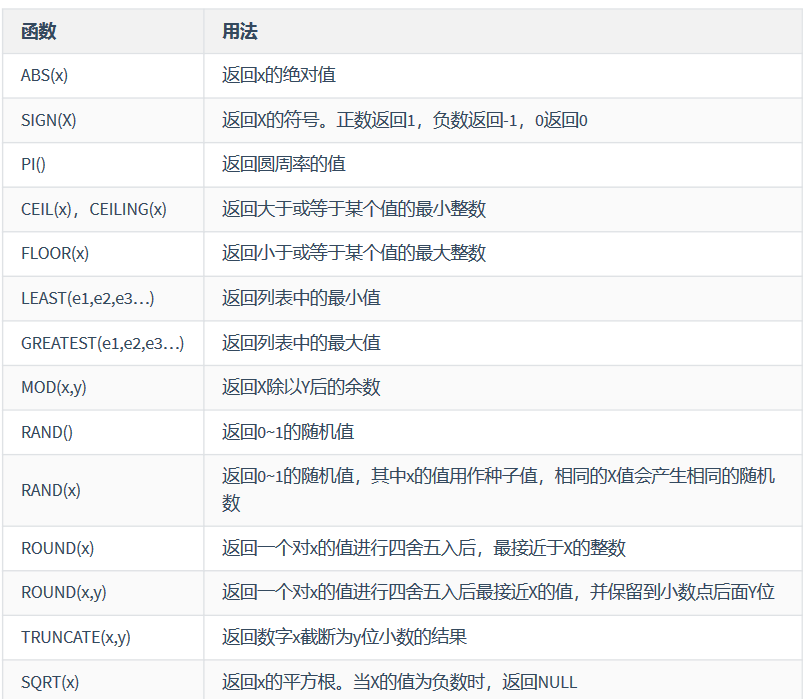 函数 用法
ABS(x) 返回x的绝对值
SIGN(X) 返回X的符号。正数返回1，负数返回-1，0返回0
PI() 返回圆周率的值
CEIL(x)，CEILING(x) 返回大于或等于某个值的最小整数
FLOOR(x) 返回小于或等于某个值的最大整数
LEAST(e1,e2,e3…) 返回列表中的最小值
GREATEST(e1,e2,e3…) 返回列表中的最大值
MOD(x,y) 返回X除以Y后的余数
RAND() 返回0~1的随机值
RAND(x) 返回0~1的随机值，其中x的值用作种子值，相同的X值会产生相同的随机
数
ROUND(x) 返回一个对x的值进行四舍五入后，最接近于X的整数
ROUND(x,y) 返回一个对x的值进行四舍五入后最接近X的值，并保留到小数点后面Y位
TRUNCATE(x,y) 返回数字x截断为y位小数的结果
SQRT(x) 返回x的平方根。当X的值为负数时，返回NULL